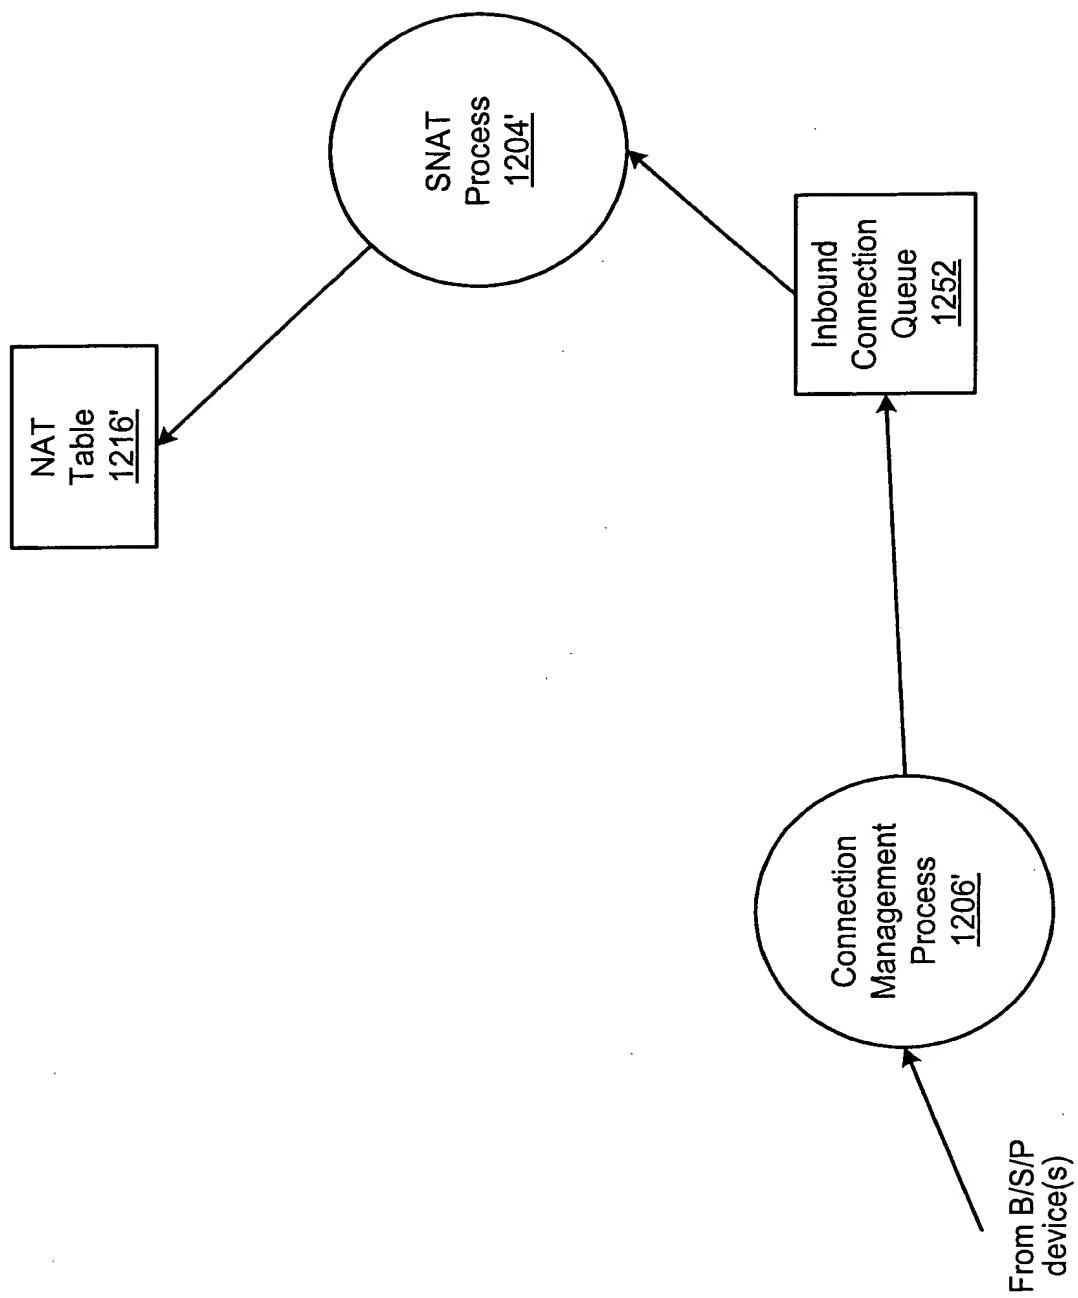 NAT
Table
1216'
SNAT
Process
1204'
Inbound
Connection
Queue
1252
Connection
Management
Process
1206'
From B/S/P
device(s)